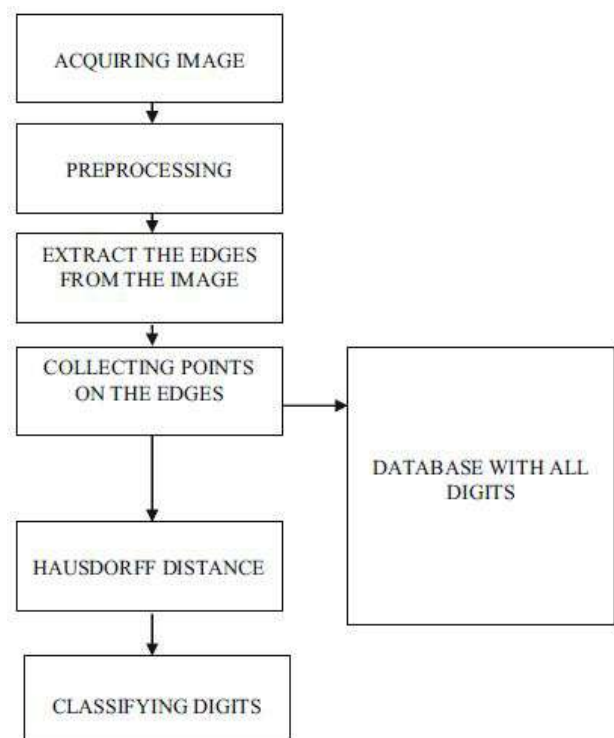 ACQUIRING IMAGE
PREPROCESSING
EXTRACT THE EDGES
FROM THE IMAGE
COLLECTING POINTS
ON THE EDGES
DATABASE WITH ALL
DIGITS
HAUSDORFF DISTANCE
CLASSIFYING DIGITS